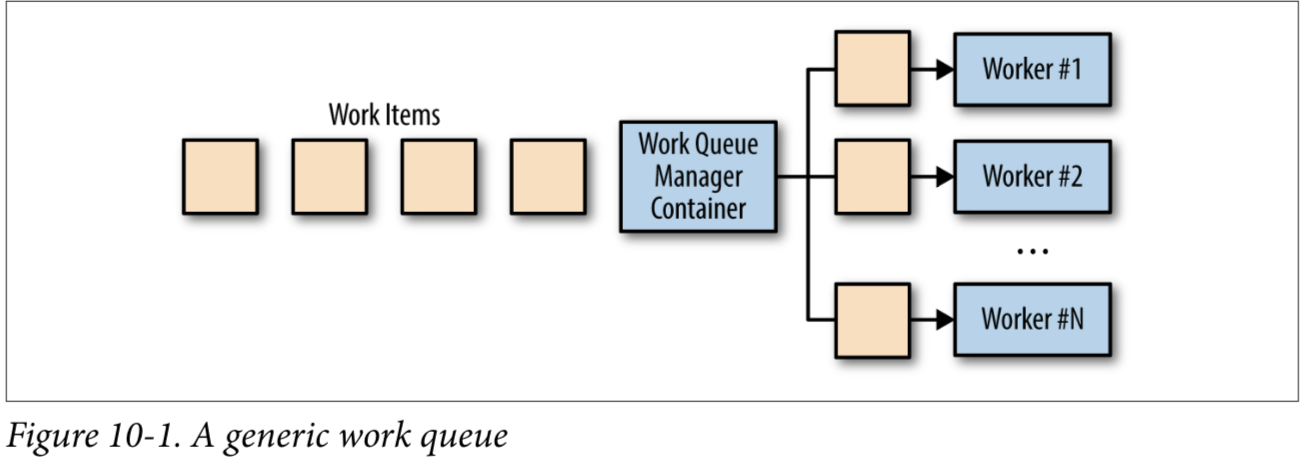 Work Items
Work Queue
Manager
Container
Worker #1
Worker #2
...
Worker #N
Figure 10-1. A generic work queue